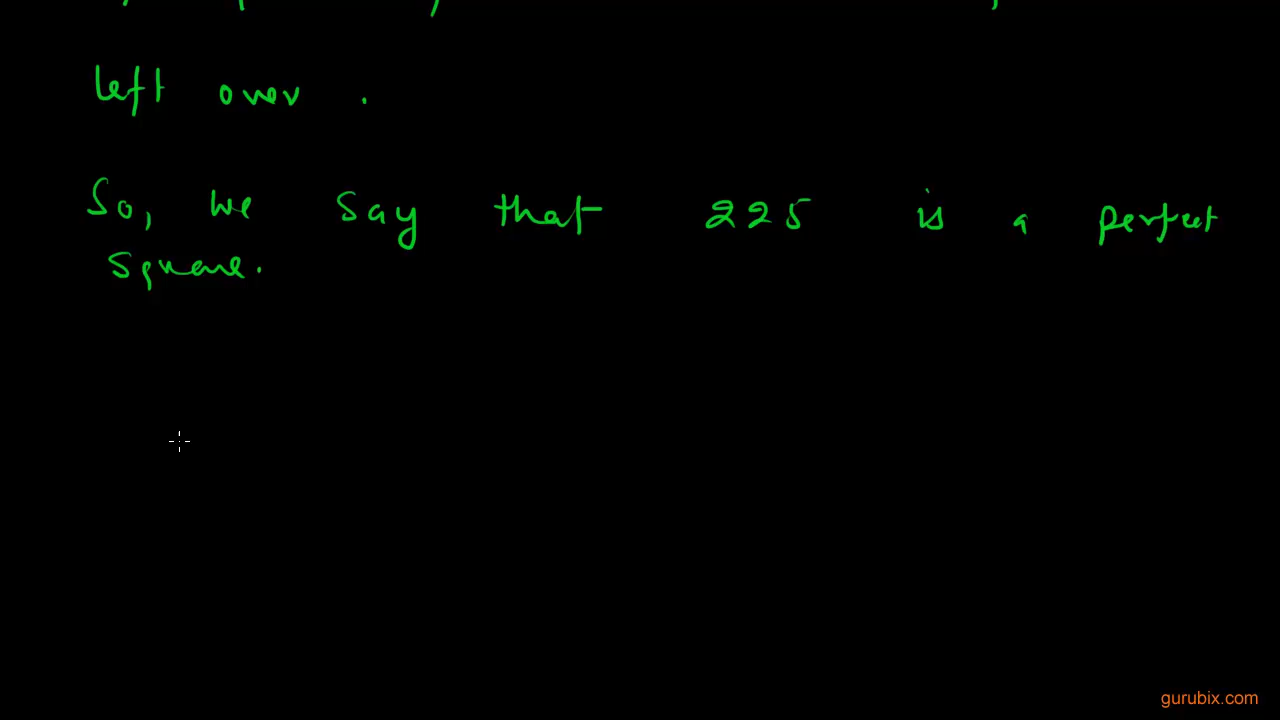 left over .
So, we say that 225 is a perfect
square.
gurubix.com